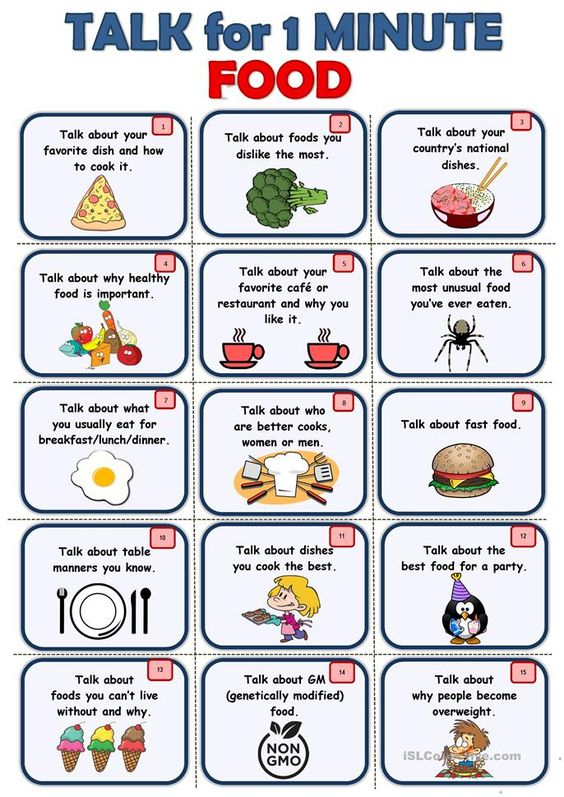 TALK for 1 MINUTE
FOOD
1
Talk about your
favorite dish and how
to cook it.
2
Talk about foods you
dislike the most.
3
Talk about your
country's national
dishes.
4
Talk about why healthy
food is important.
5
Talk about your
favorite café or
restaurant and why you
like it.
6
Talk about the
most unusual food
you've ever eaten.
7
Talk about what
you usually eat for
breakfast/lunch/dinner.
8
Talk about who
are better cooks,
women or men.
9
Talk about fast food.
10
Talk about table
manners you know.
11
Talk about dishes
you cook the best.
12
Talk about the
best food for a party.
13
Talk about
foods you can't live
without and why.
14
Talk about GM
(genetically modified)
food.
NON
GMO
15
Talk about
why people become
overweight.